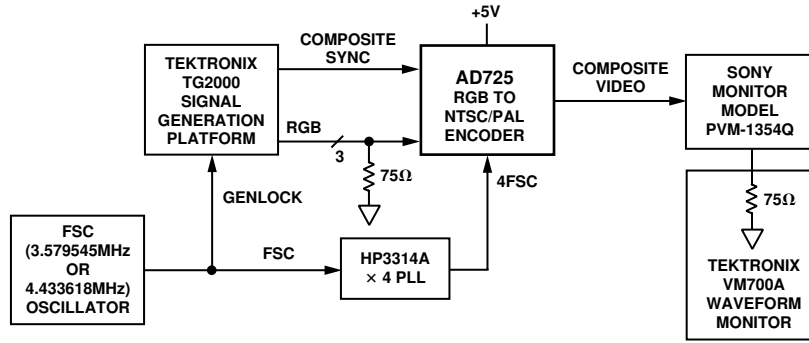 +5V
TEKTRONIX
TG2000
SIGNAL
GENERATION
PLATFORM
COMPOSITE
SYNC
RGB
3
75Ω
GENLOCK
AD725
RGB TO
NTSC/PAL
ENCODER
4FSC
COMPOSITE
VIDEO
SONY
MONITOR
MODEL
PVM-1354Q
75Ω
TEKTRONIX
VM700A
WAVEFORM
MONITOR
FSC
(3.579545MHz
OR
4.433618MHz)
OSCILLATOR
FSC
HP3314A
× 4 PLL